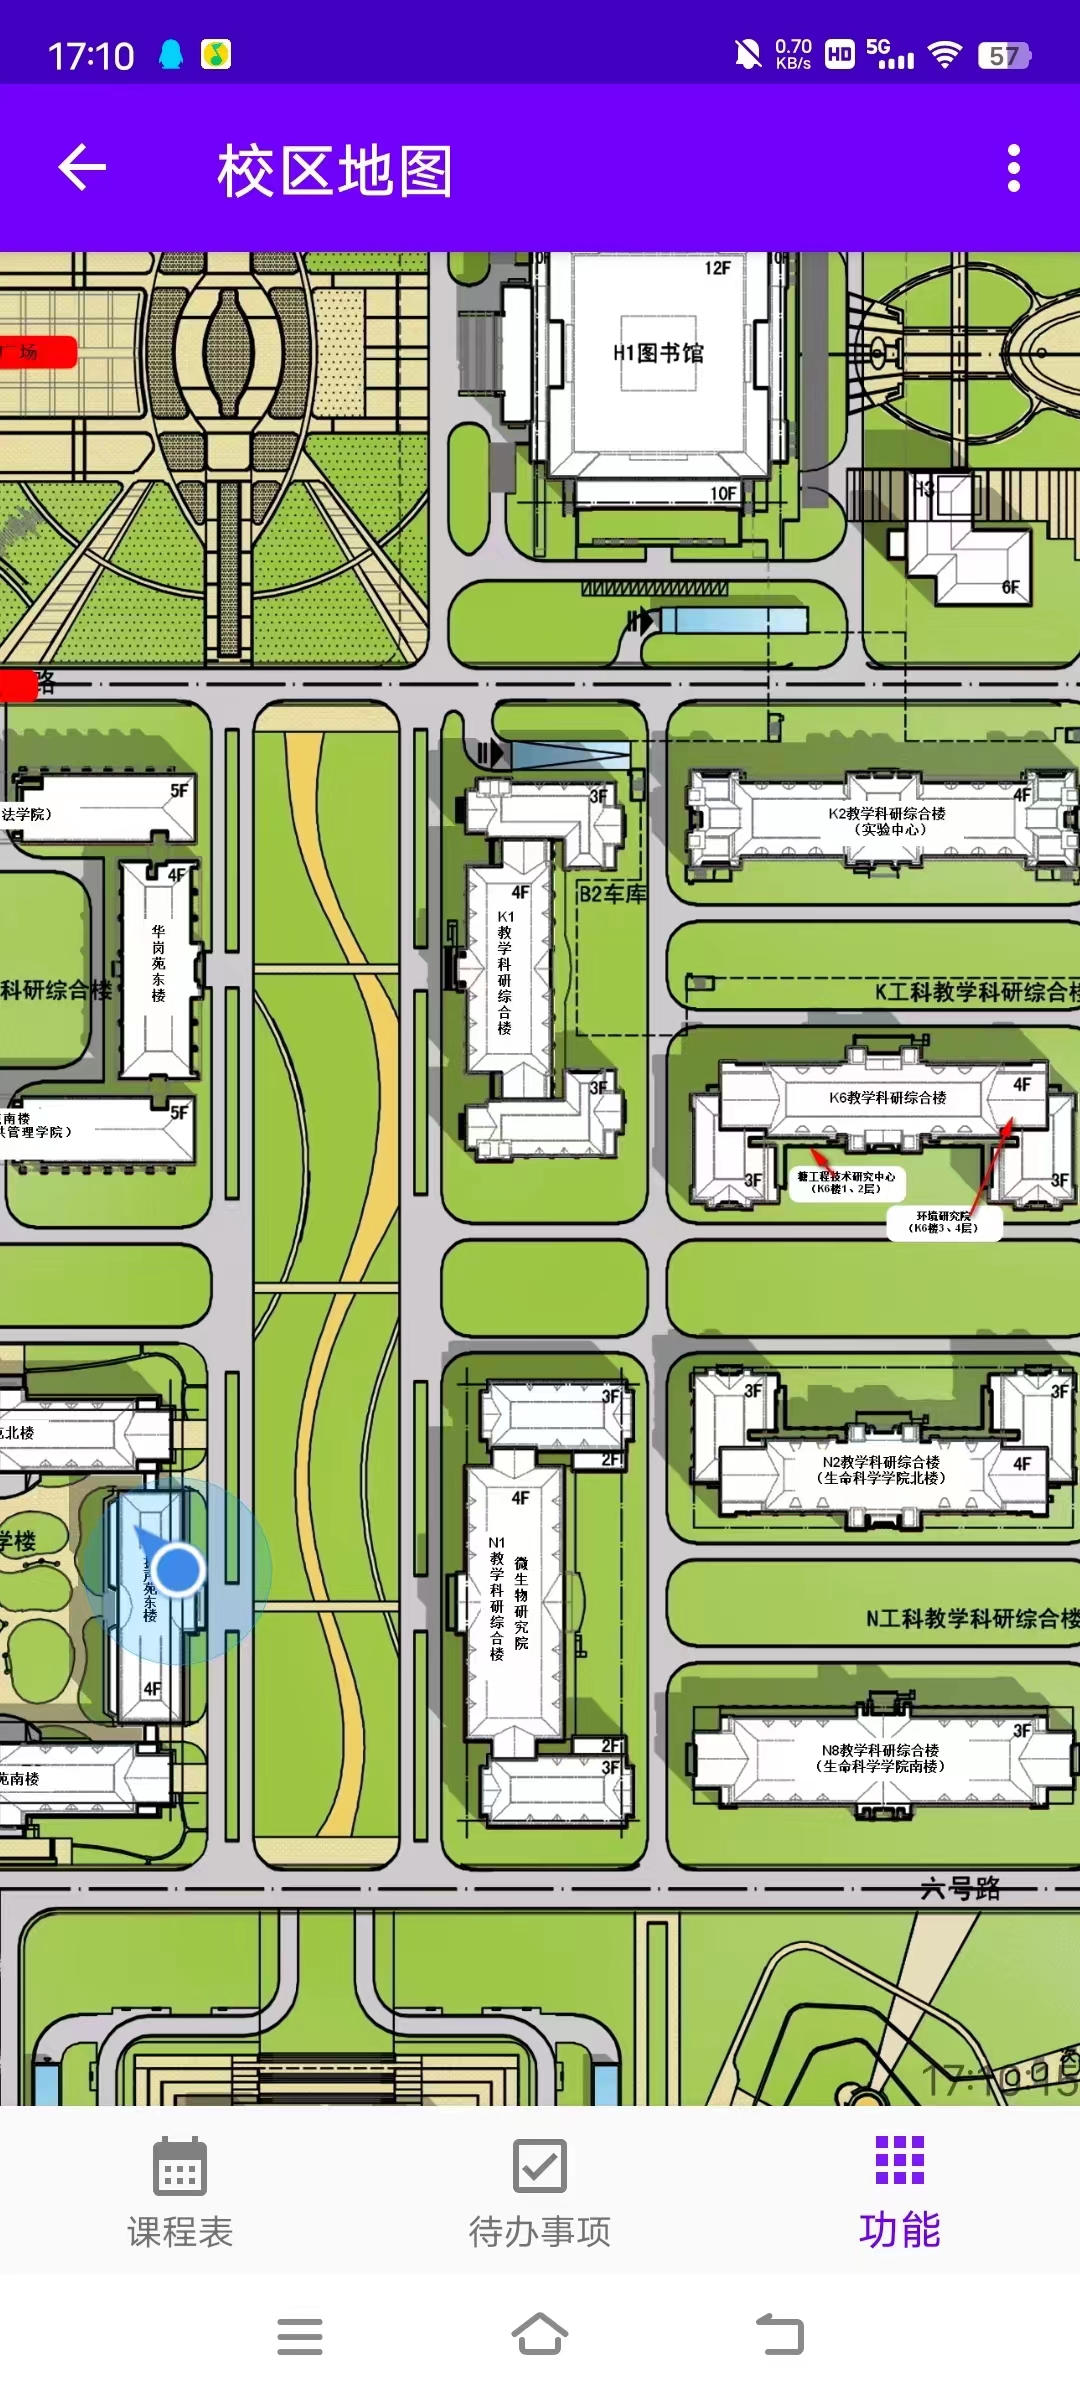 17:10
0.70
KB/s
HD
5G
57
校区地图
12F
H1图书馆
广场
10F
H3
6F
路
5F
法学院）
4F
华岗苑东楼
科研综合楼
5F
南楼
共管理学院）
3F
4F
K1教学科研综合楼
B2车库
3F
4F
K2教学科研综合楼
（实验中心）
K工科教学科研综合楼
4F
K6教学科研综合楼
3F
3F
糖工程技术研究中心
（K6楼1、2层）
环境研究院
（K6楼3、4层）
北楼
学楼
苑东楼
4F
苑南楼
3F
2F
4F
N1教学科研综合楼
微生物研究院
2F
3F
3F
3F
N2教学科研综合楼
（生命科学学院北楼）
4F
N工科教学科研综合楼
3F
N8教学科研综合楼
（生命科学学院南楼）
六号路
17:10:15
课程表
待办事项
功能